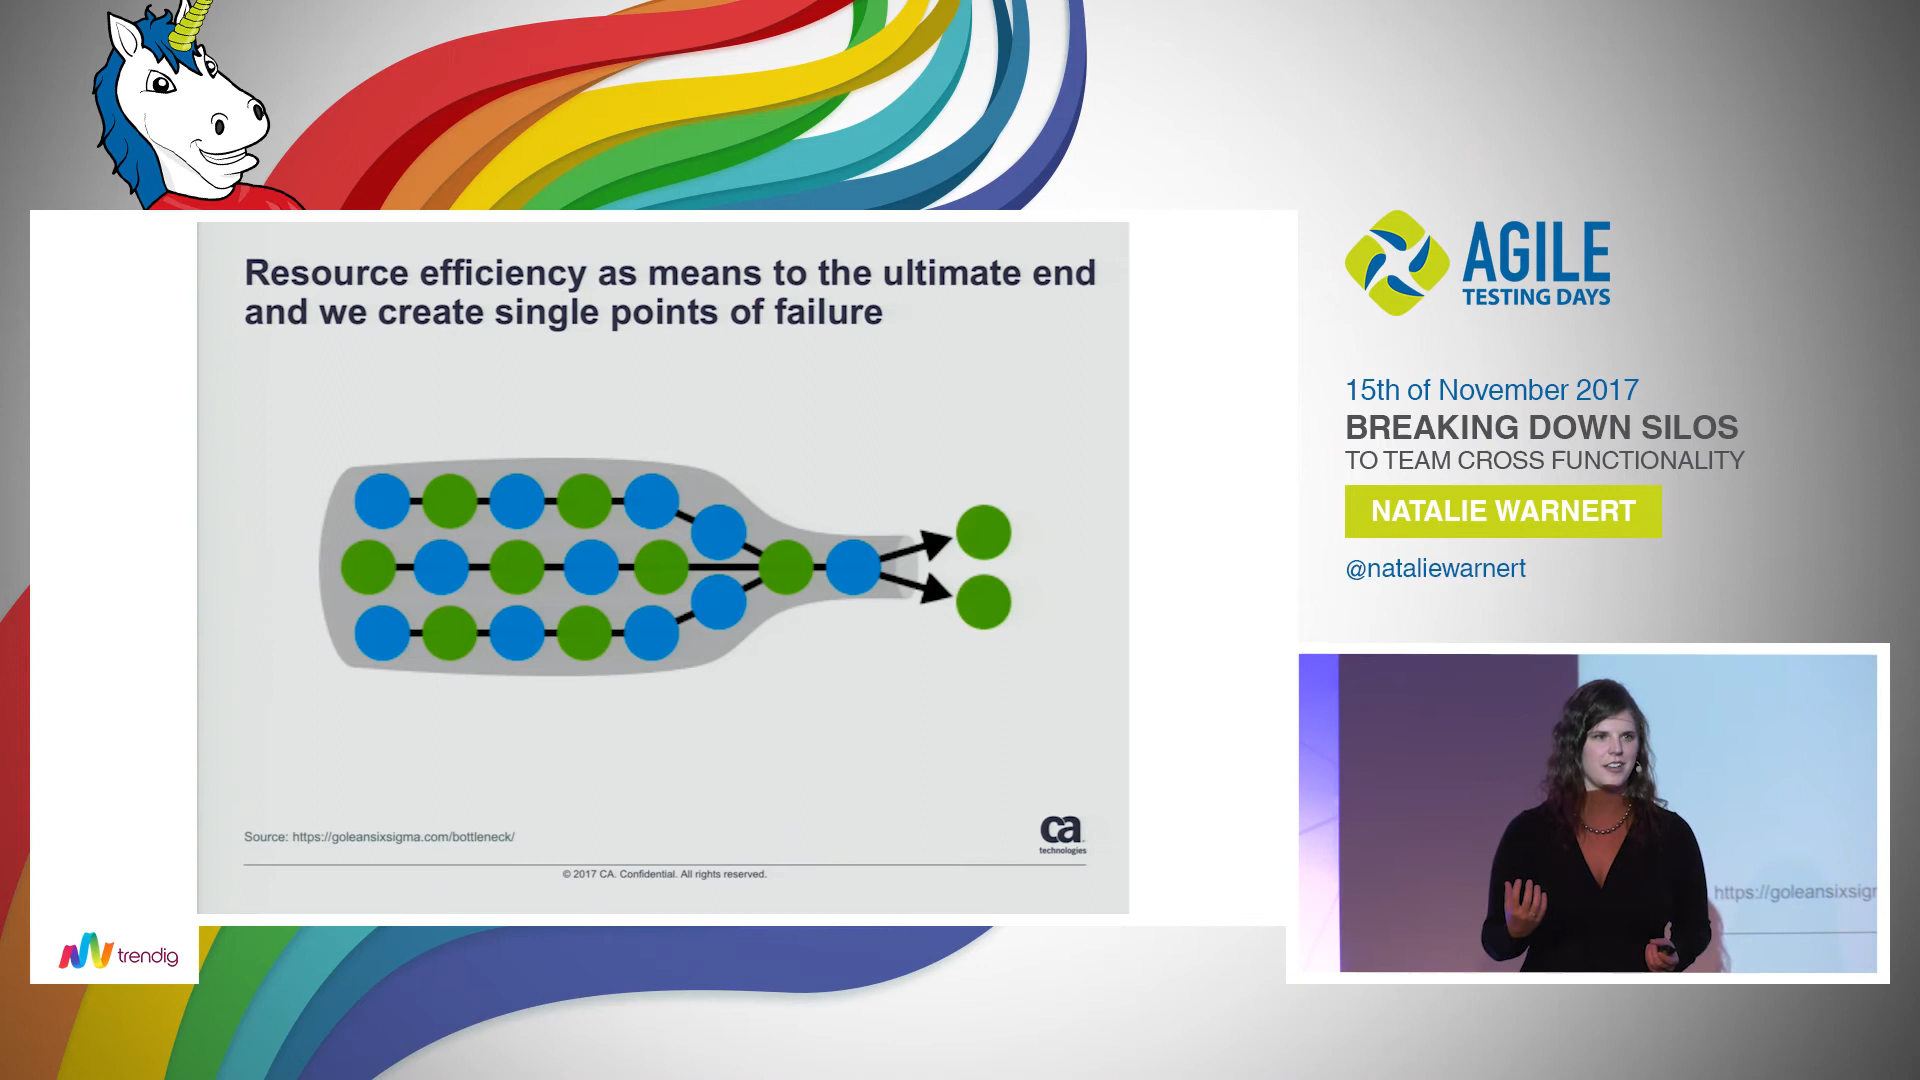 Resource efficiency as means to the ultimate end
and we create single points of failure
Source: https://goleansixsigma.com/bottleneck/
ca
technologies
© 2017 CA. Confidential. All rights reserved.
trendig
AGILE
TESTING DAYS
15th of November 2017
BREAKING DOWN SILOS
TO TEAM CROSS FUNCTIONALITY
NATALIE WARNERT
@nataliewarnert
https://goleansixsigr